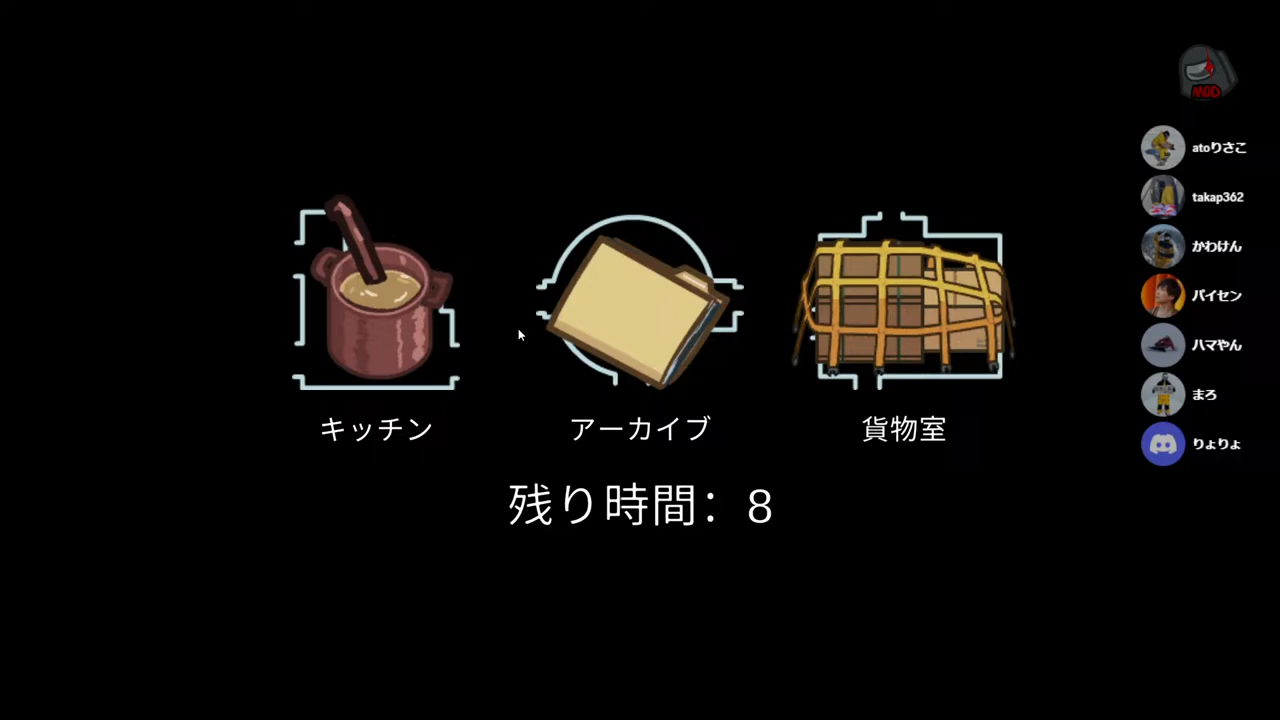 MOD
atoりさこ
takap362
かわけん
パイセン
ハマやん
まろ
りょりょ
キッチン
アーカイブ
貨物室
残り時間: 8